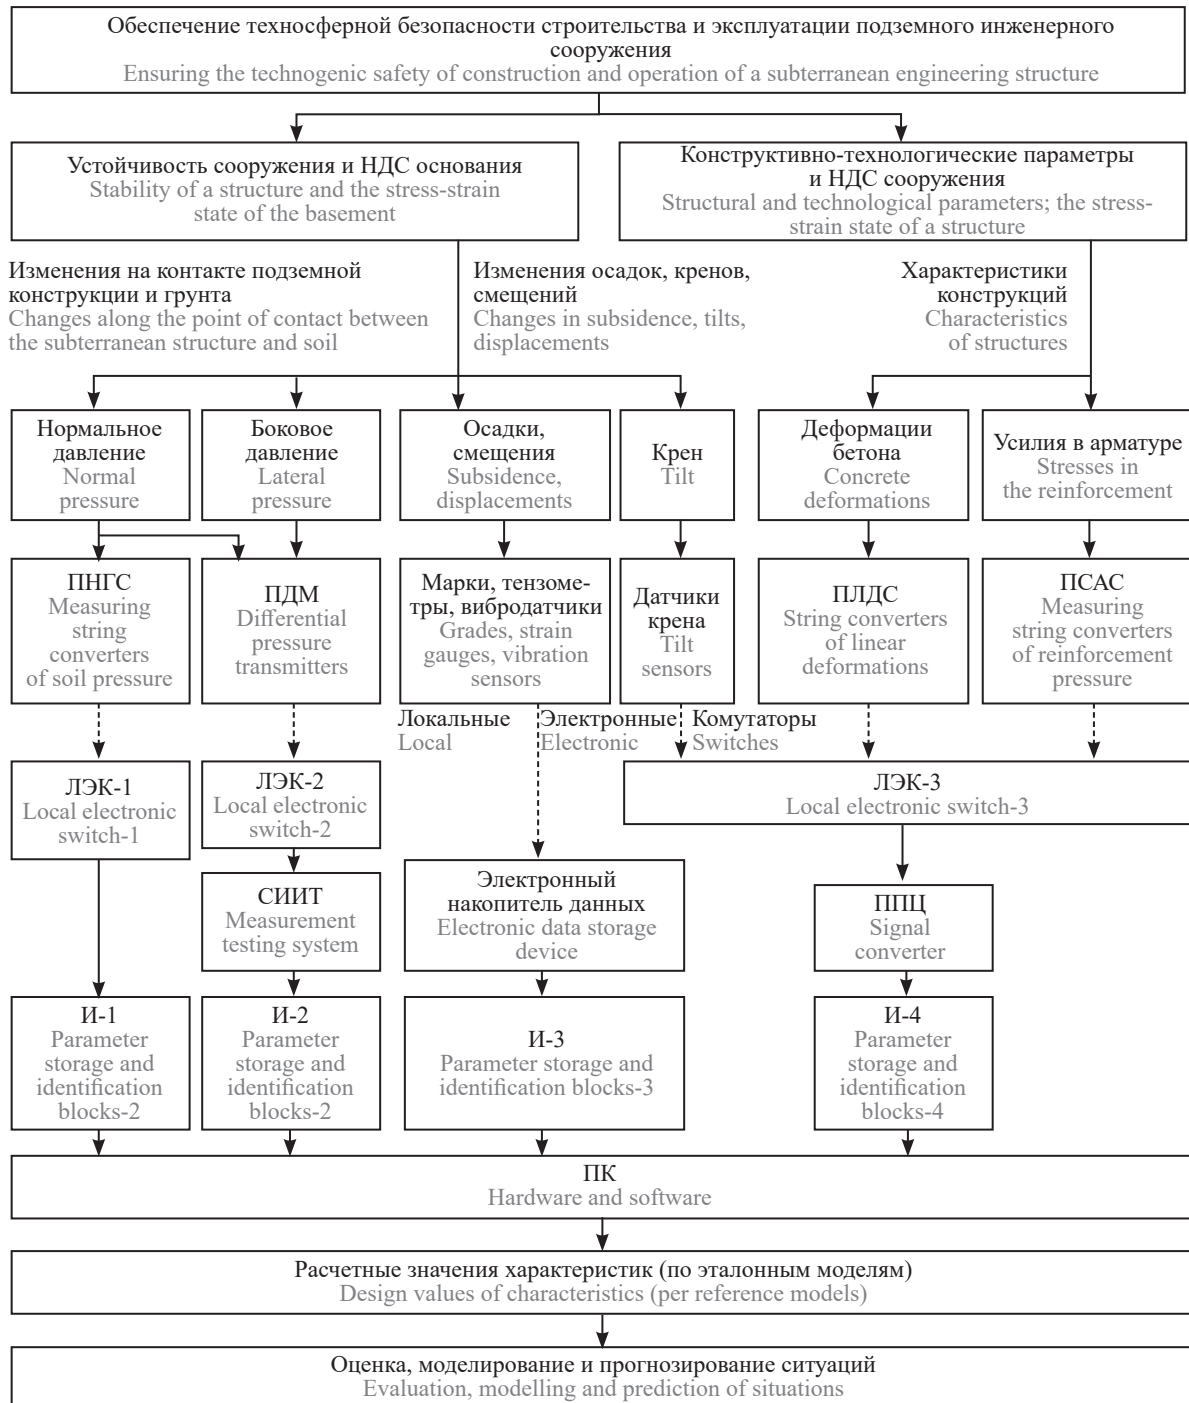 Обеспечение техносферной безопасности строительства и эксплуатации подземного инженерного
сооружения
Ensuring the technogenic safety of construction and operation of a subterranean engineering structure
Устойчивость сооружения и НДС основания
Stability of a structure and the stress-strain
state of the basement
Конструктивно-технологические параметры
и НДС сооружения
Structural and technological parameters; the stress-
strain state of a structure
Изменения на контакте подземной
конструкции и грунта
Changes along the point of contact between
the subterranean structure and soil
Изменения осадок, кренов,
смещений
Changes in subsidence, tilts,
displacements
Характеристики
конструкций
Characteristics
of structures
Нормальное
давление
Normal
pressure
Боковое
давление
Lateral
pressure
Осадки,
смещения
Subsidence,
displacements
Крен
Tilt
Деформации
бетона
Concrete
deformations
Усилия в арматуре
Stresses in
the reinforcement
ПНГС
Measuring
string
converters
of soil pressure
ПДМ
Differential
pressure
transmitters
Марки, тензоме-
тры, вибродатчики
Grades, strain
gauges, vibration
sensors
Датчики
крена
Tilt
sensors
ПЛДС
String converters
of linear
deformations
ПСАС
Measuring
string converters
of reinforcement
pressure
Локальные
Local
Электронные
Electronic
Комутаторы
Switches
ЛЭК-1
Local electronic
switch-1
ЛЭК-2
Local electronic
switch-2
ЛЭК-3
Local electronic switch-3
СИИТ
Measurement
testing system
Электронный
накопитель данных
Electronic data storage
device
ППЦ
Signal
converter
И-1
Parameter
storage and
identification
blocks-2
И-2
Parameter
storage and
identification
blocks-2
И-3
Parameter storage and
identification blocks-3
И-4
Parameter
storage and
identification
blocks-4
ПК
Hardware and software
Расчетные значения характеристик (по эталонным моделям)
Design values of characteristics (per reference models)
Оценка, моделирование и прогнозирование ситуаций
Evaluation, modelling and prediction of situations